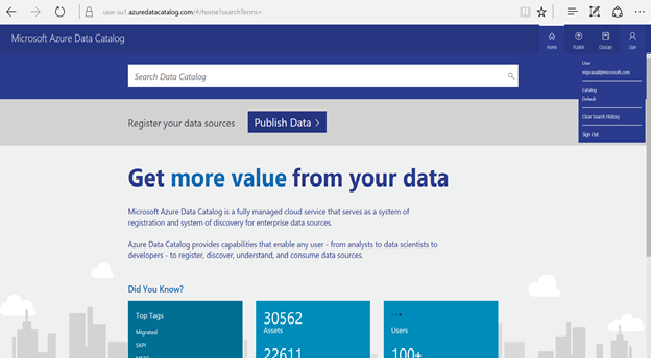 usw-su1.azuredatacatalog.com/#/home?searchTerms=
Microsoft Azure Data Catalog
Home
Publish
Glossary
User
User
Catalog
Default
Clear Search History
Sign Out
Search Data Catalog
Register your data sources
Publish Data >
Get more value from your data
Microsoft Azure Data Catalog is a fully managed cloud service that serves as a system of
registration and system of discovery for enterprise data sources.
Azure Data Catalog provides capabilities that enable any user - from analysts to data scientists to
developers - to register, discover, understand, and consume data sources.
Did You Know?
Top Tags
Migrated
SKPI
30562
Assets
22611
Users
100+